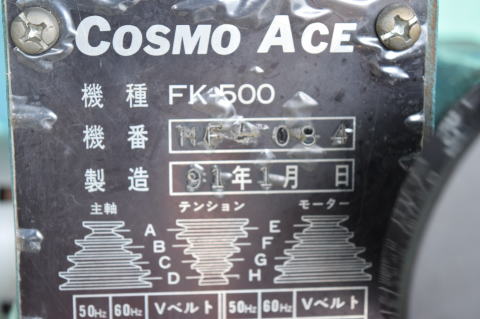 COSMO ACE
機種 FK-500
機番 MF4084
製造 91年1月 日
主軸 テンション モーター
A E
B F
C G
D H
50Hz 60Hz Vベルト 50Hz 60Hz Vベルト